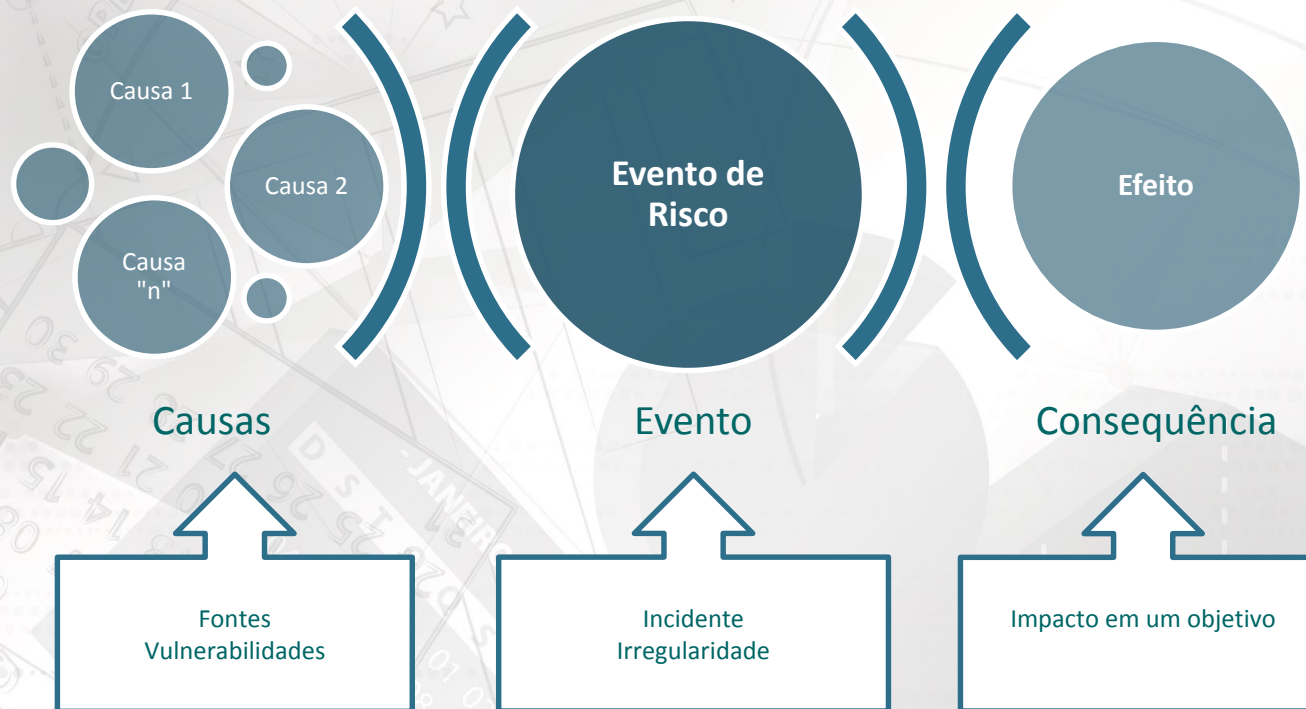 Causa 1
Causa 2
Causa
"n"
Evento de
Risco
Efeito
Causas
Evento
Consequência
Fontes
Vulnerabilidades
Incidente
Irregularidade
Impacto em um objetivo